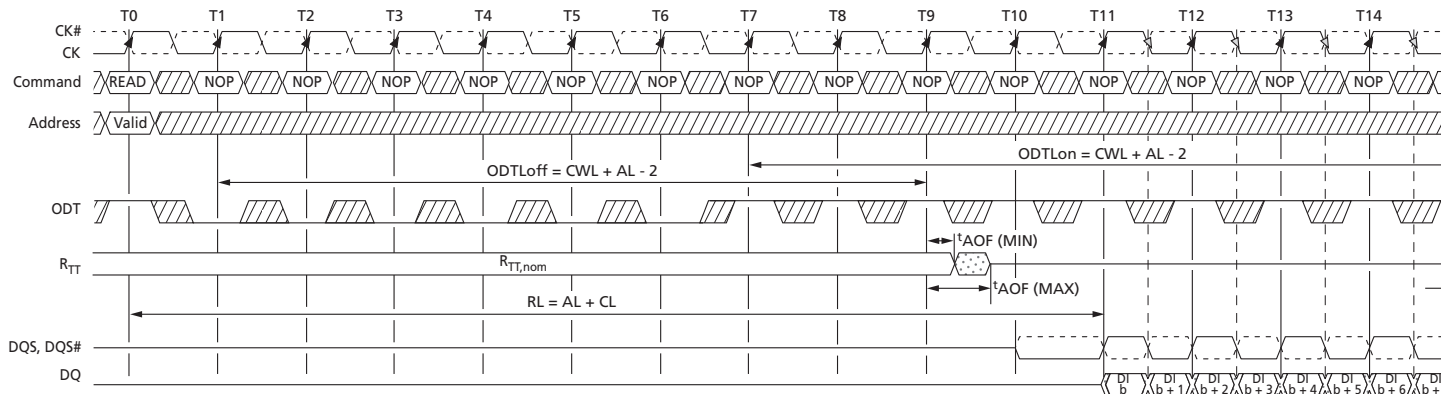 T0 T1 T2 T3 T4 T5 T6 T7 T8 T9 T10 T11 T12 T13 T14
CK#
CK
Command READ NOP NOP NOP NOP NOP NOP NOP NOP NOP NOP NOP NOP NOP NOP
Address Valid
ODTLon = CWL + AL - 2
ODTLoff = CWL + AL - 2
ODT
tAOF (MIN)
RTT RTT,nom
tAOF (MAX)
RL = AL + CL
DQS, DQS#
DQ DI b DI b + 1 DI b + 2 DI b + 3 DI b + 4 DI b + 5 DI b + 6 DI b +